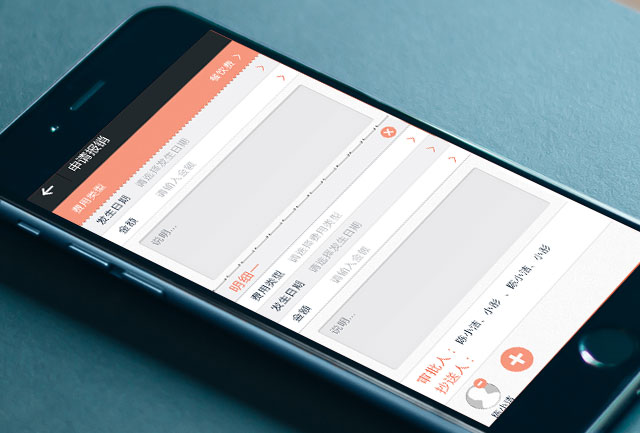 申请报销
费用类型 餐饮费
发生日期 请选择发生日期
金额 请输入金额
说明...
明细一
费用类型 请选择费用类型
发生日期 请选择发生日期
金额 请输入金额
说明...
审批人： 陈小洁、小彭 、陈小洁、小彭
抄送人：
陈小洁